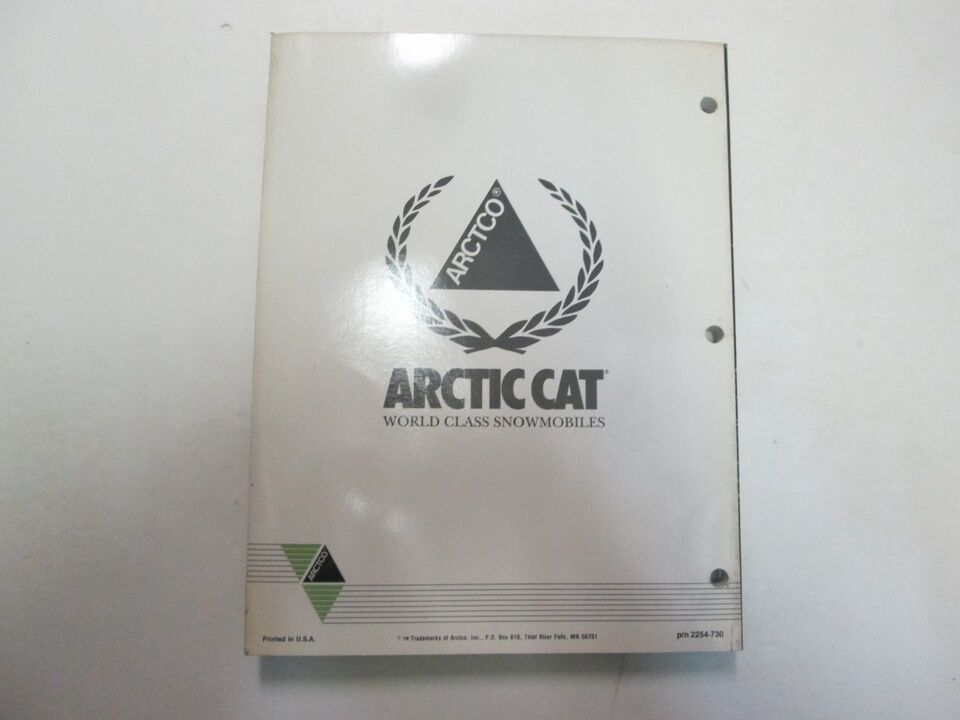 ARCTCO®
ARCTIC CAT®
WORLD CLASS SNOWMOBILES
ARCTCO
Printed in U.S.A.
® ™ Trademarks of Arctco, Inc., P.O. Box 810, Thief River Falls, MN 56701
p/n 2254-730